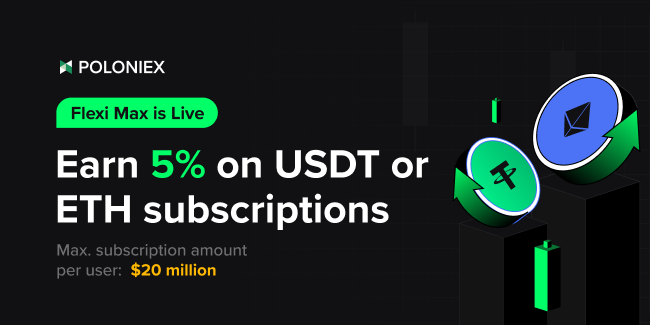 POLONIEX
Flexi Max is Live
Earn 5% on USDT or
ETH subscriptions
Max. subscription amount
per user: $20 million